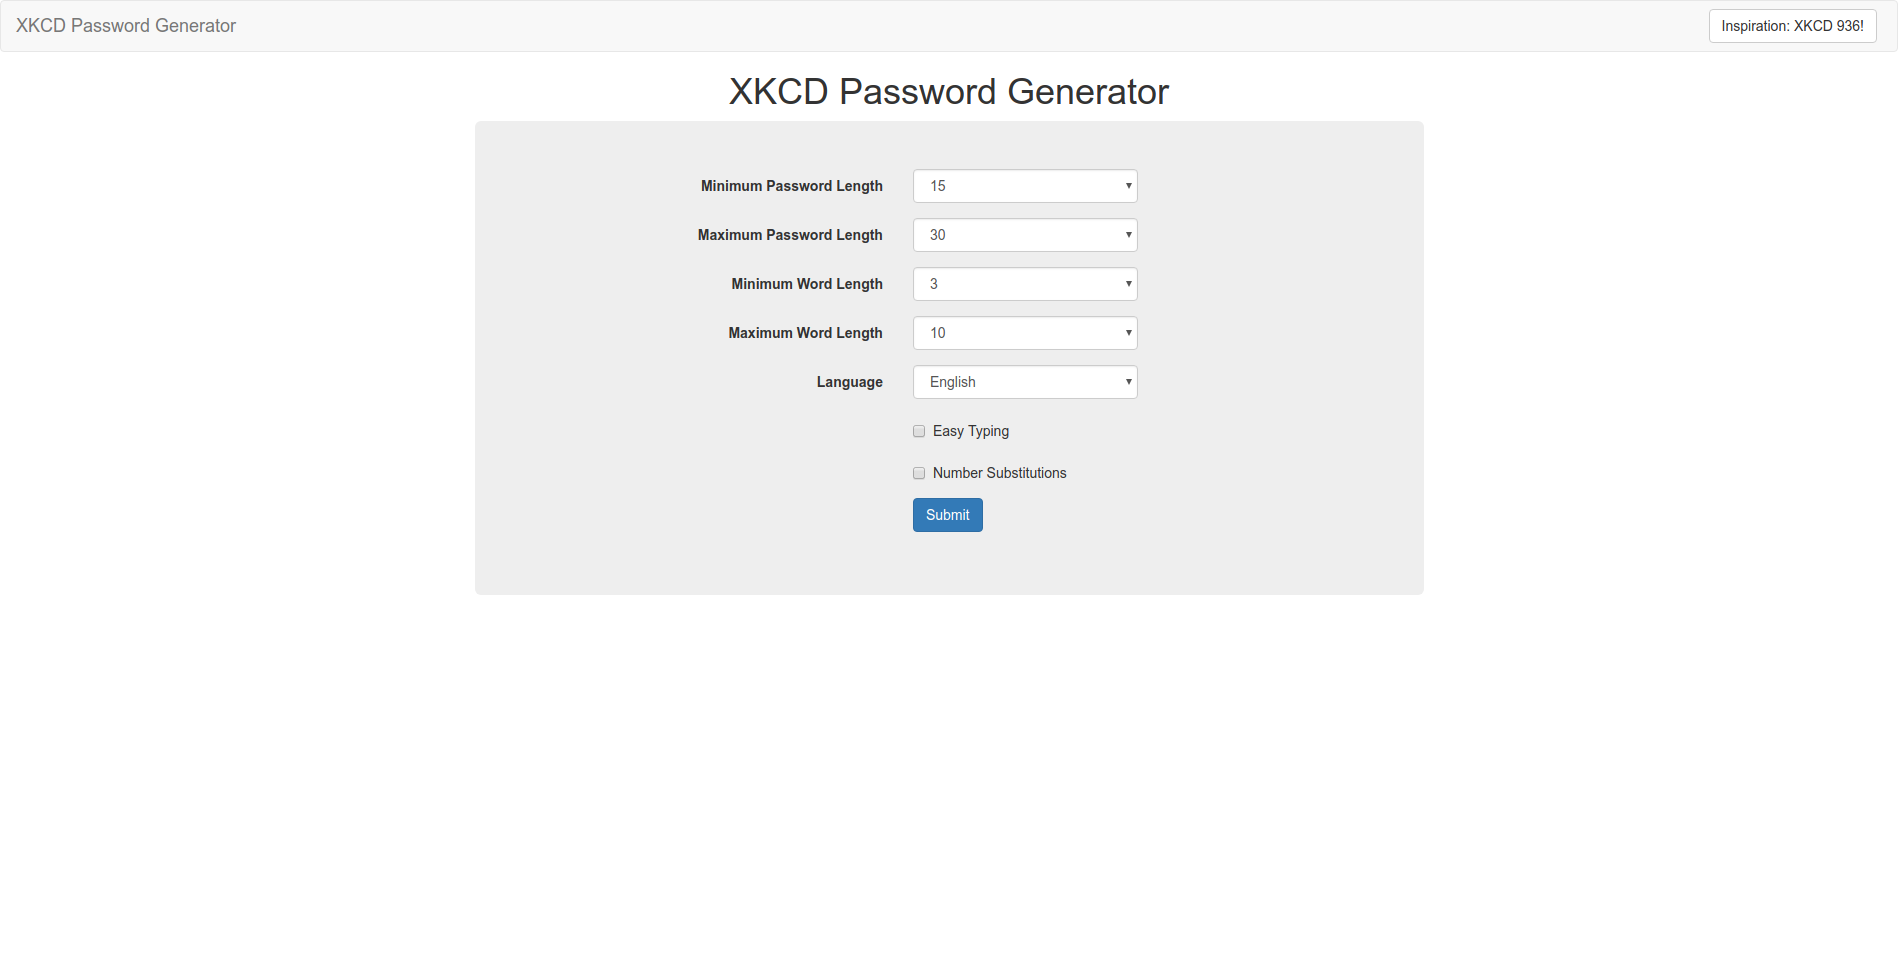 XKCD Password Generator
Inspiration: XKCD 936!
XKCD Password Generator
Minimum Password Length 15
Maximum Password Length 30
Minimum Word Length 3
Maximum Word Length 10
Language English
Easy Typing
Number Substitutions
Submit